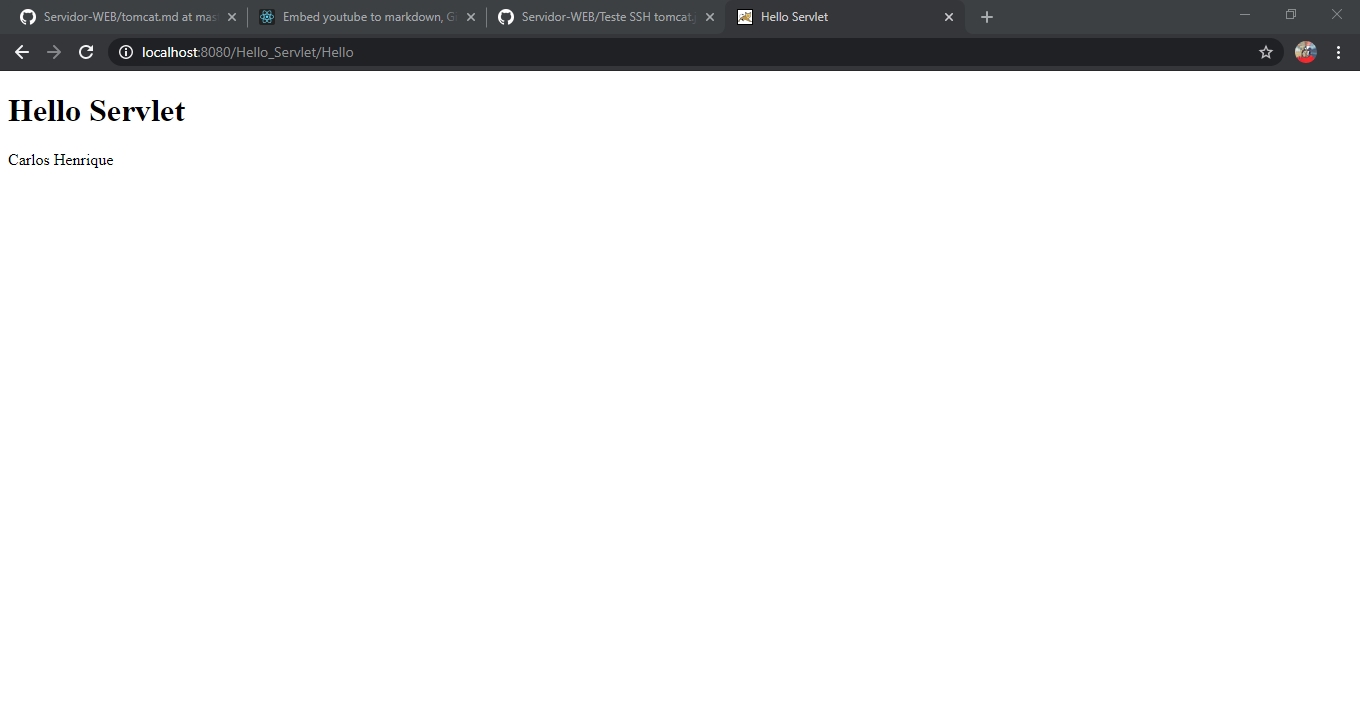 Servidor-WEB/tomcat.md at mas
Embed youtube to markdown, Gi
Servidor-WEB/Teste SSH tomcat.j
Hello Servlet
localhost:8080/Hello_Servlet/Hello
Hello Servlet
Carlos Henrique